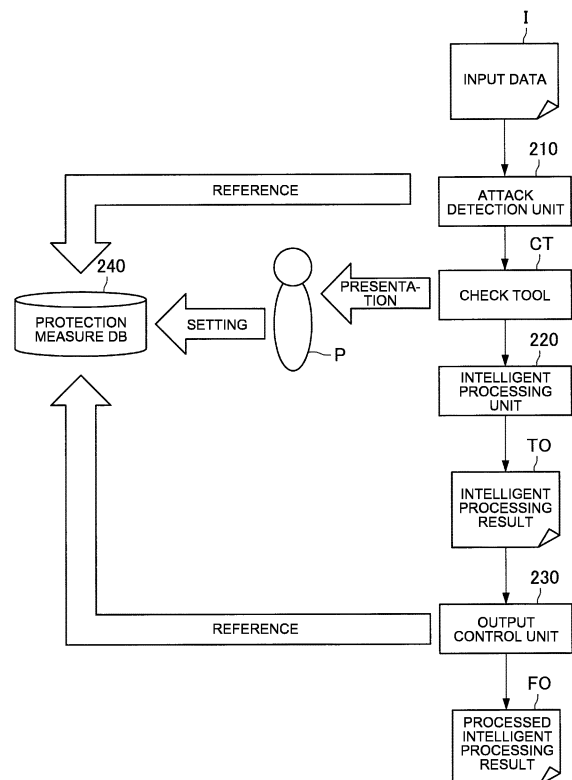 I
INPUT DATA
210
ATTACK
DETECTION UNIT
REFERENCE
CT
CHECK TOOL
PRESENTA-
TION
P
SETTING
240
PROTECTION
MEASURE DB
220
INTELLIGENT
PROCESSING
UNIT
TO
INTELLIGENT
PROCESSING
RESULT
230
OUTPUT
CONTROL UNIT
REFERENCE
FO
PROCESSED
INTELLIGENT
PROCESSING
RESULT